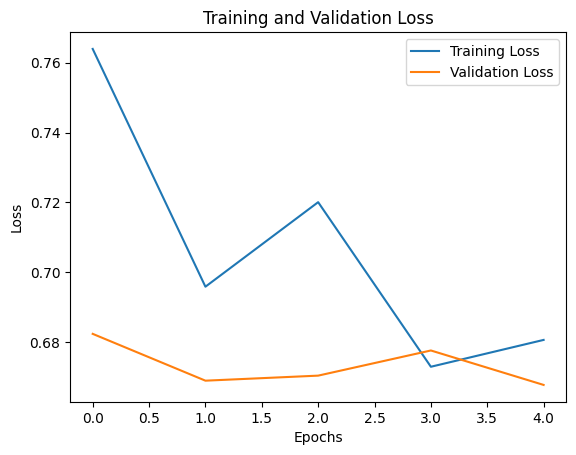 Training and Validation Loss
Training Loss
Validation Loss
0.76
0.74
0.72
0.70
0.68
Loss
0.0 0.5 1.0 1.5 2.0 2.5 3.0 3.5 4.0
Epochs